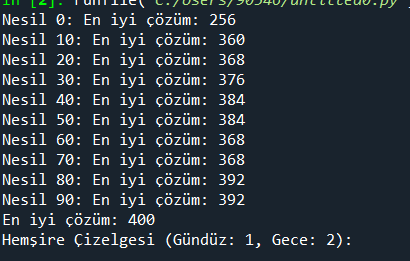 In [2]: runfile('C:/Users/90546/untitled0.py'
Nesil 0: En iyi çözüm: 256
Nesil 10: En iyi çözüm: 360
Nesil 20: En iyi çözüm: 368
Nesil 30: En iyi çözüm: 376
Nesil 40: En iyi çözüm: 384
Nesil 50: En iyi çözüm: 384
Nesil 60: En iyi çözüm: 368
Nesil 70: En iyi çözüm: 368
Nesil 80: En iyi çözüm: 392
Nesil 90: En iyi çözüm: 392
En iyi çözüm: 400
Hemşire Çizelgesi (Gündüz: 1, Gece: 2):